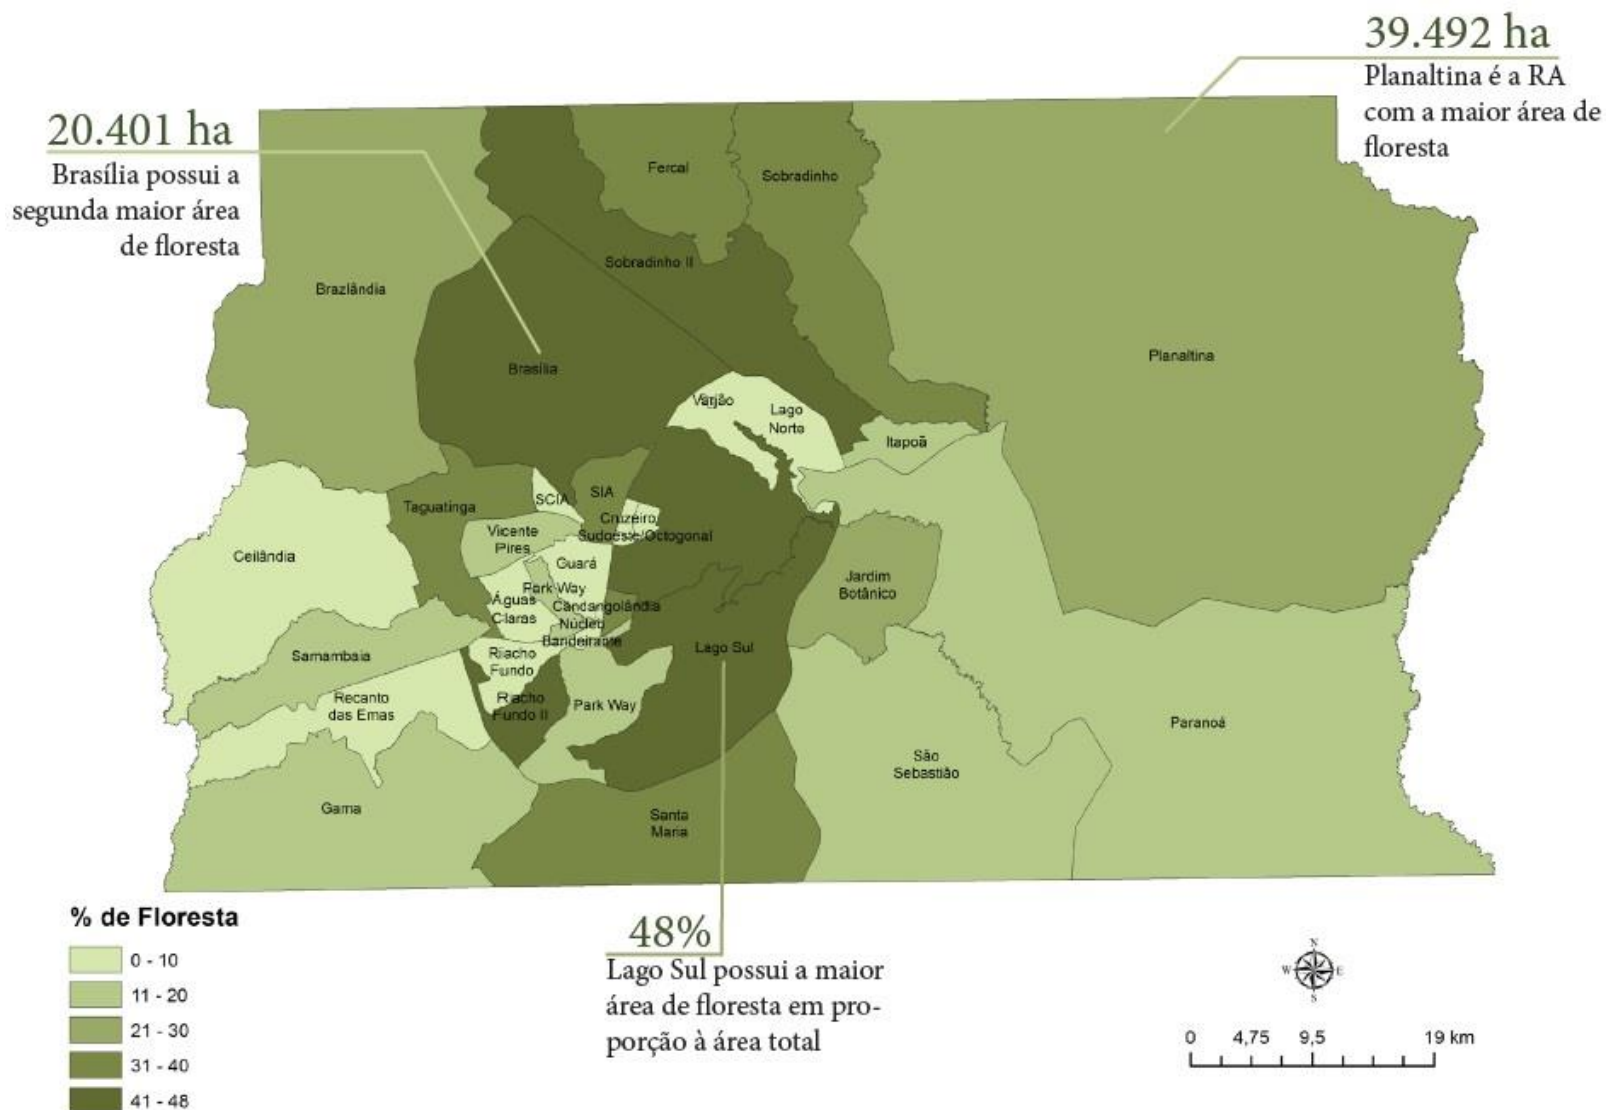 39.492 ha
Planaltina é a RA
com a maior área de
floresta
20.401 ha
Brasília possui a
segunda maior área
de floresta
Fercal
Sobradinho
Sobradinho II
Brazlândia
Planaltina
Brasília
Varjão
Lago
Norte
Itapoã
Taguatinga
SCIA
SIA
Cruzeiro
Sudoeste/Octogonal
Vicente
Pires
Ceilândia
Guará
Park Way
Jardim
Botânico
Águas
Claras
Candangolândia
Núcleo
Bandeirante
Samambaia
Riacho
Fundo
Lago Sul
Recanto
das Emas
Riacho
Fundo II
Park Way
Paranoá
São
Sebastião
Gama
Santa
Maria
% de Floresta
0 - 10
11 - 20
21 - 30
31 - 40
41 - 48
48%
Lago Sul possui a maior
área de floresta em pro-
porção à área total
N
W E
S
0 4,75 9,5 19 km